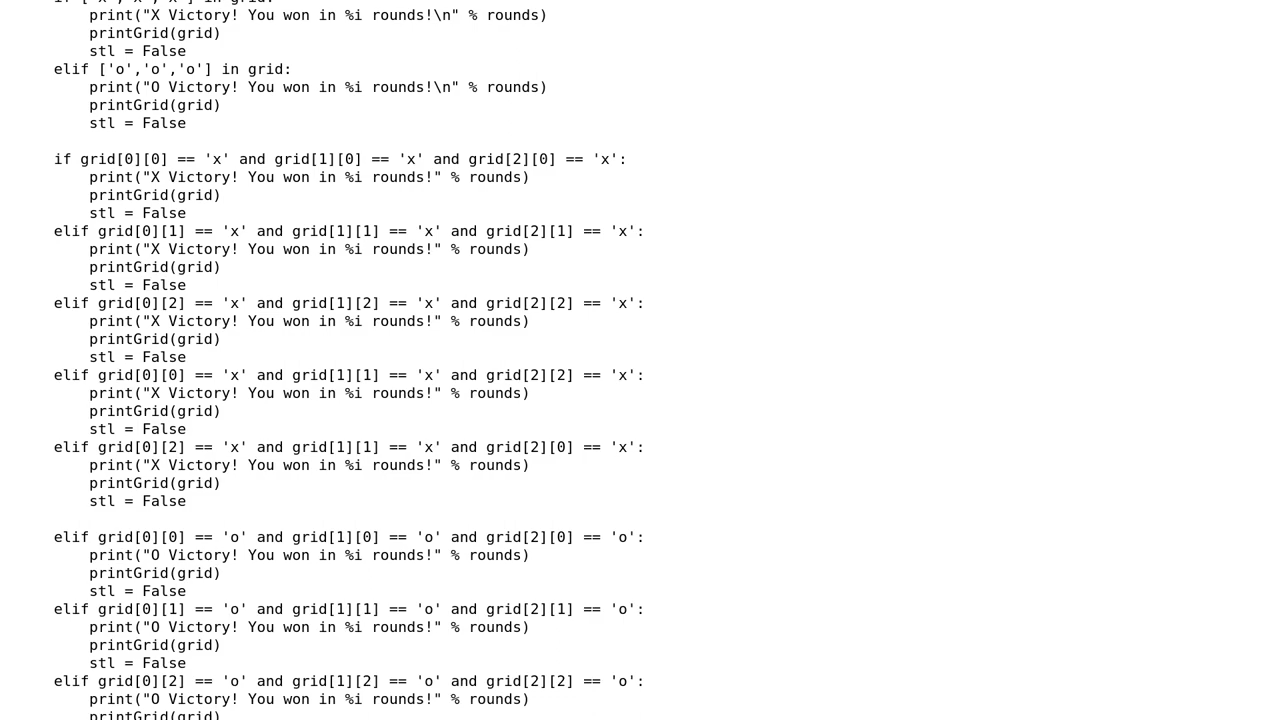 if ['x','x','x'] in grid:
    print("X Victory! You won in %i rounds!\n" % rounds)
    printGrid(grid)
    stl = False
elif ['o','o','o'] in grid:
    print("O Victory! You won in %i rounds!\n" % rounds)
    printGrid(grid)
    stl = False

if grid[0][0] == 'x' and grid[1][0] == 'x' and grid[2][0] == 'x':
    print("X Victory! You won in %i rounds!" % rounds)
    printGrid(grid)
    stl = False
elif grid[0][1] == 'x' and grid[1][1] == 'x' and grid[2][1] == 'x':
    print("X Victory! You won in %i rounds!" % rounds)
    printGrid(grid)
    stl = False
elif grid[0][2] == 'x' and grid[1][2] == 'x' and grid[2][2] == 'x':
    print("X Victory! You won in %i rounds!" % rounds)
    printGrid(grid)
    stl = False
elif grid[0][0] == 'x' and grid[1][1] == 'x' and grid[2][2] == 'x':
    print("X Victory! You won in %i rounds!" % rounds)
    printGrid(grid)
    stl = False
elif grid[0][2] == 'x' and grid[1][1] == 'x' and grid[2][0] == 'x':
    print("X Victory! You won in %i rounds!" % rounds)
    printGrid(grid)
    stl = False

elif grid[0][0] == 'o' and grid[1][0] == 'o' and grid[2][0] == 'o':
    print("O Victory! You won in %i rounds!" % rounds)
    printGrid(grid)
    stl = False
elif grid[0][1] == 'o' and grid[1][1] == 'o' and grid[2][1] == 'o':
    print("O Victory! You won in %i rounds!" % rounds)
    printGrid(grid)
    stl = False
elif grid[0][2] == 'o' and grid[1][2] == 'o' and grid[2][2] == 'o':
    print("O Victory! You won in %i rounds!" % rounds)
    printGrid(grid)